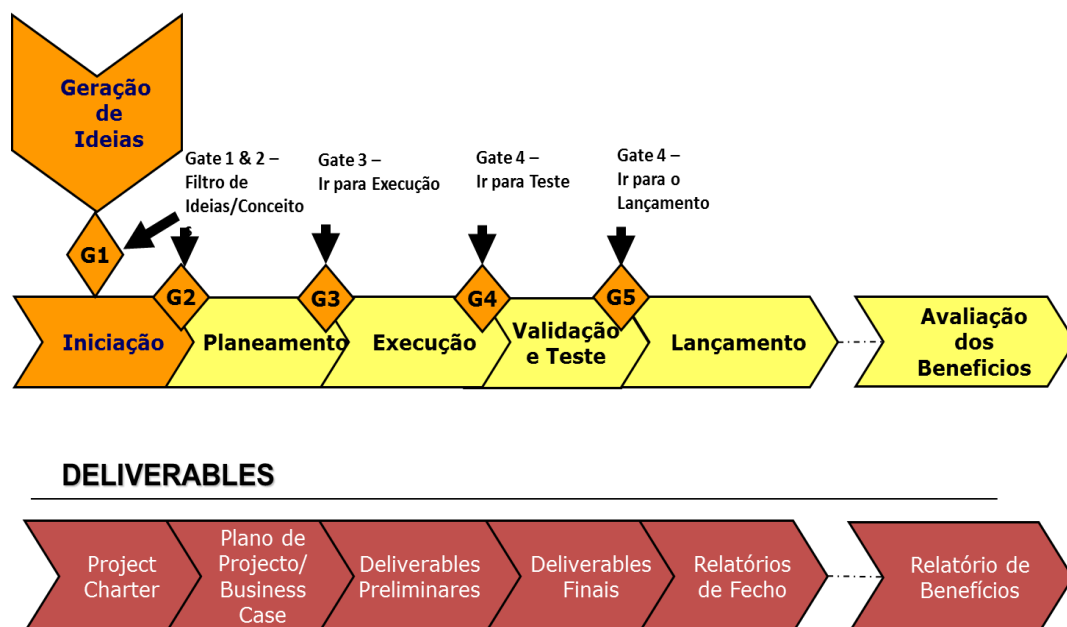 Geração
de
Ideias
Gate 1 & 2 –
Filtro de
Ideias/Conceito
s
Gate 3 –
Ir para Execução
Gate 4 –
Ir para Teste
Gate 4 –
Ir para o
Lançamento
G1
G2
G3
G4
G5
Iniciação
Planeamento
Execução
Validação
e Teste
Lançamento
Avaliação
dos
Beneficios
DELIVERABLES
Project
Charter
Plano de
Projecto/
Business
Case
Deliverables
Preliminares
Deliverables
Finais
Relatórios
de Fecho
Relatório de
Benefícios